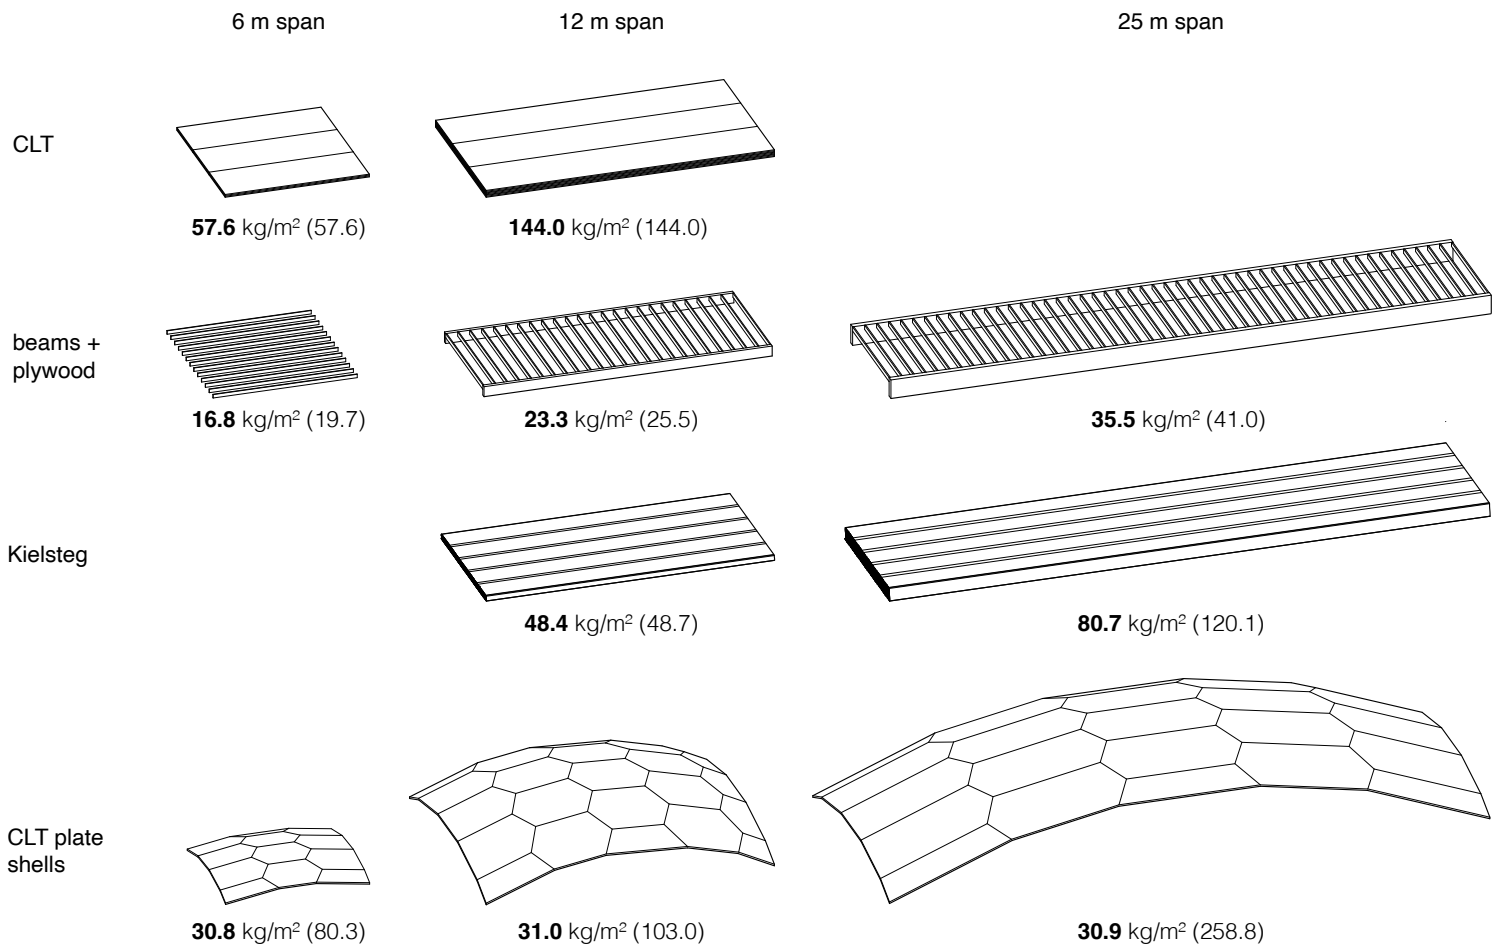 6 m span
12 m span
25 m span
CLT
57.6 kg/m² (57.6)
144.0 kg/m² (144.0)
beams +
plywood
16.8 kg/m² (19.7)
23.3 kg/m² (25.5)
35.5 kg/m² (41.0)
Kielsteg
48.4 kg/m² (48.7)
80.7 kg/m² (120.1)
CLT plate
shells
30.8 kg/m² (80.3)
31.0 kg/m² (103.0)
30.9 kg/m² (258.8)